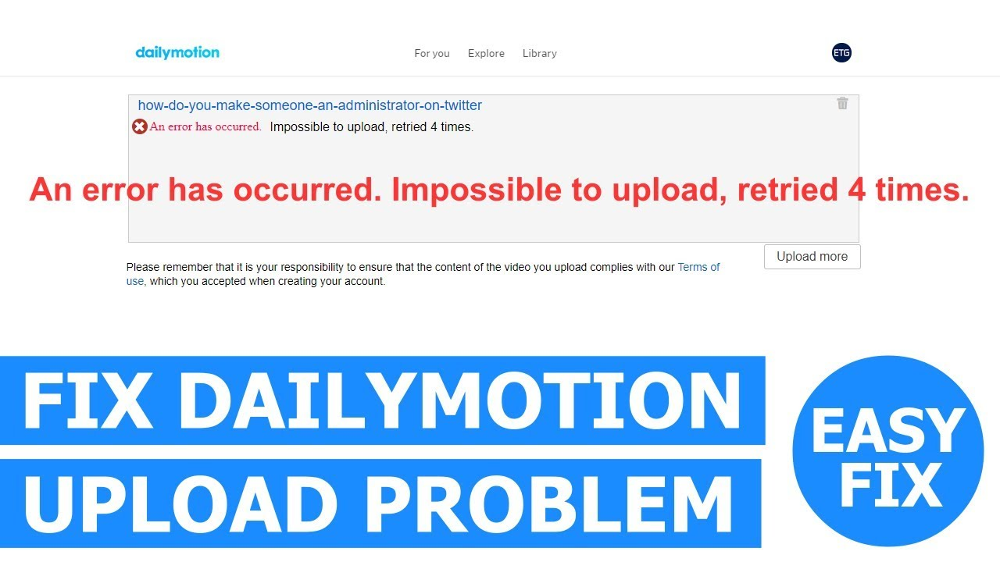 dailymotion
For you Explore Library
ETG
how-do-you-make-someone-an-administrator-on-twitter
An error has occurred. Impossible to upload, retried 4 times.
An error has occurred. Impossible to upload, retried 4 times.
Upload more
Please remember that it is your responsibility to ensure that the content of the video you upload complies with our Terms of
use, which you accepted when creating your account.
FIX DAILYMOTION
UPLOAD PROBLEM
EASY
FIX